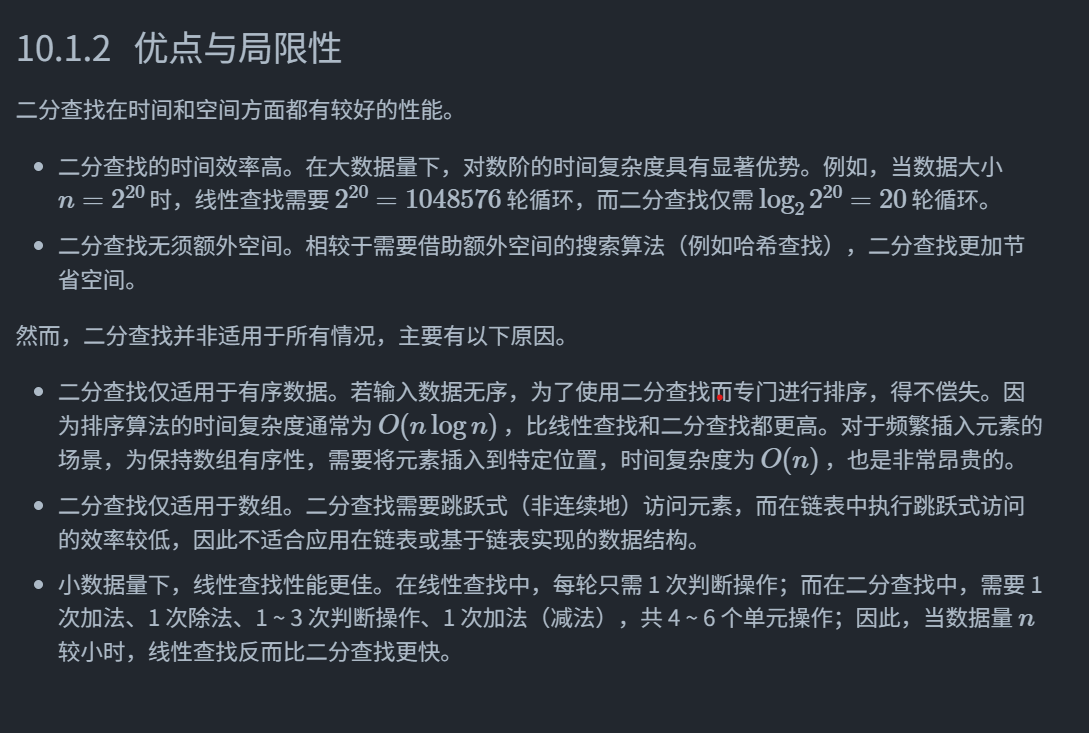 10.1.2 优点与局限性
二分查找在时间和空间方面都有较好的性能。
• 二分查找的时间效率高。在大数据量下，对数阶的时间复杂度具有显著优势。例如，当数据大小
n = 2^20 时，线性查找需要 2^20 = 1048576 轮循环，而二分查找仅需 log₂ 2^20 = 20 轮循环。
• 二分查找无须额外空间。相较于需要借助额外空间的搜索算法（例如哈希查找），二分查找更加节
省空间。
然而，二分查找并非适用于所有情况，主要有以下原因。
• 二分查找仅适用于有序数据。若输入数据无序，为了使用二分查找而专门进行排序，得不偿失。因
为排序算法的时间复杂度通常为 O(n log n) ，比线性查找和二分查找都更高。对于频繁插入元素的
场景，为保持数组有序性，需要将元素插入到特定位置，时间复杂度为 O(n) ，也是非常昂贵的。
• 二分查找仅适用于数组。二分查找需要跳跃式（非连续地）访问元素，而在链表中执行跳跃式访问
的效率较低，因此不适合应用在链表或基于链表实现的数据结构。
• 小数据量下，线性查找性能更佳。在线性查找中，每轮只需 1 次判断操作；而在二分查找中，需要 1
次加法、1 次除法、1 ~ 3 次判断操作、1 次加法（减法），共 4 ~ 6 个单元操作；因此，当数据量 n
较小时，线性查找反而比二分查找更快。